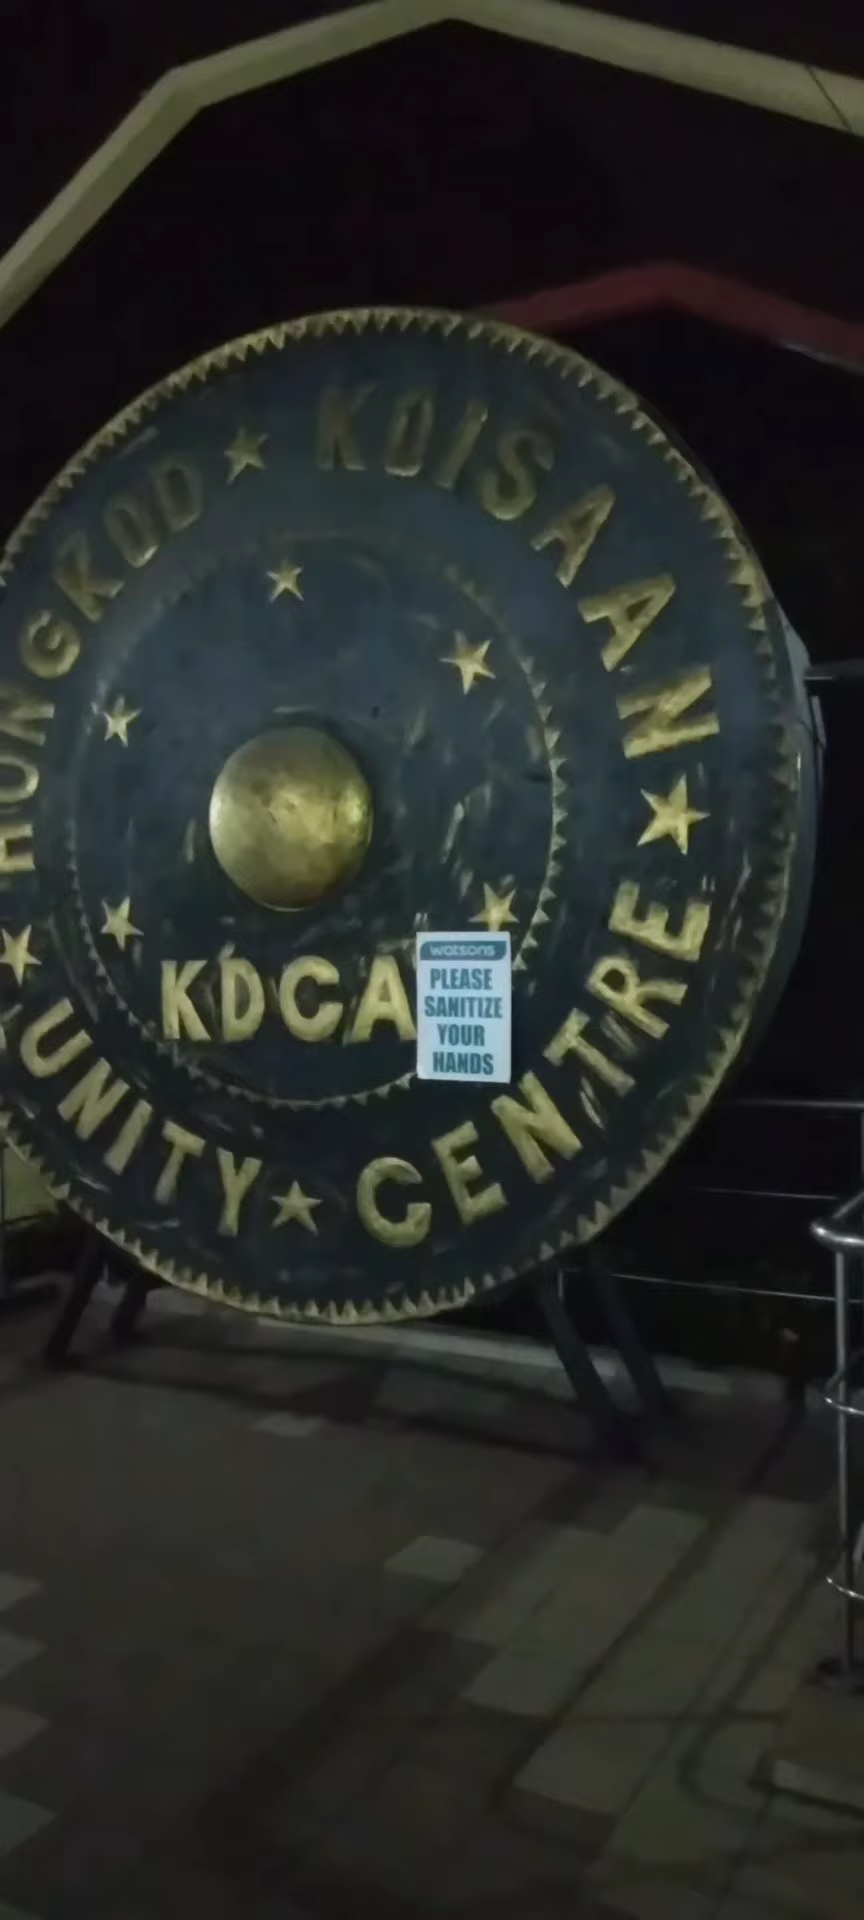 HONGKOD ★ KOISAAN ★
UNITY ★ CENTRE
KDCA
watsons
PLEASE
SANITIZE
YOUR
HANDS